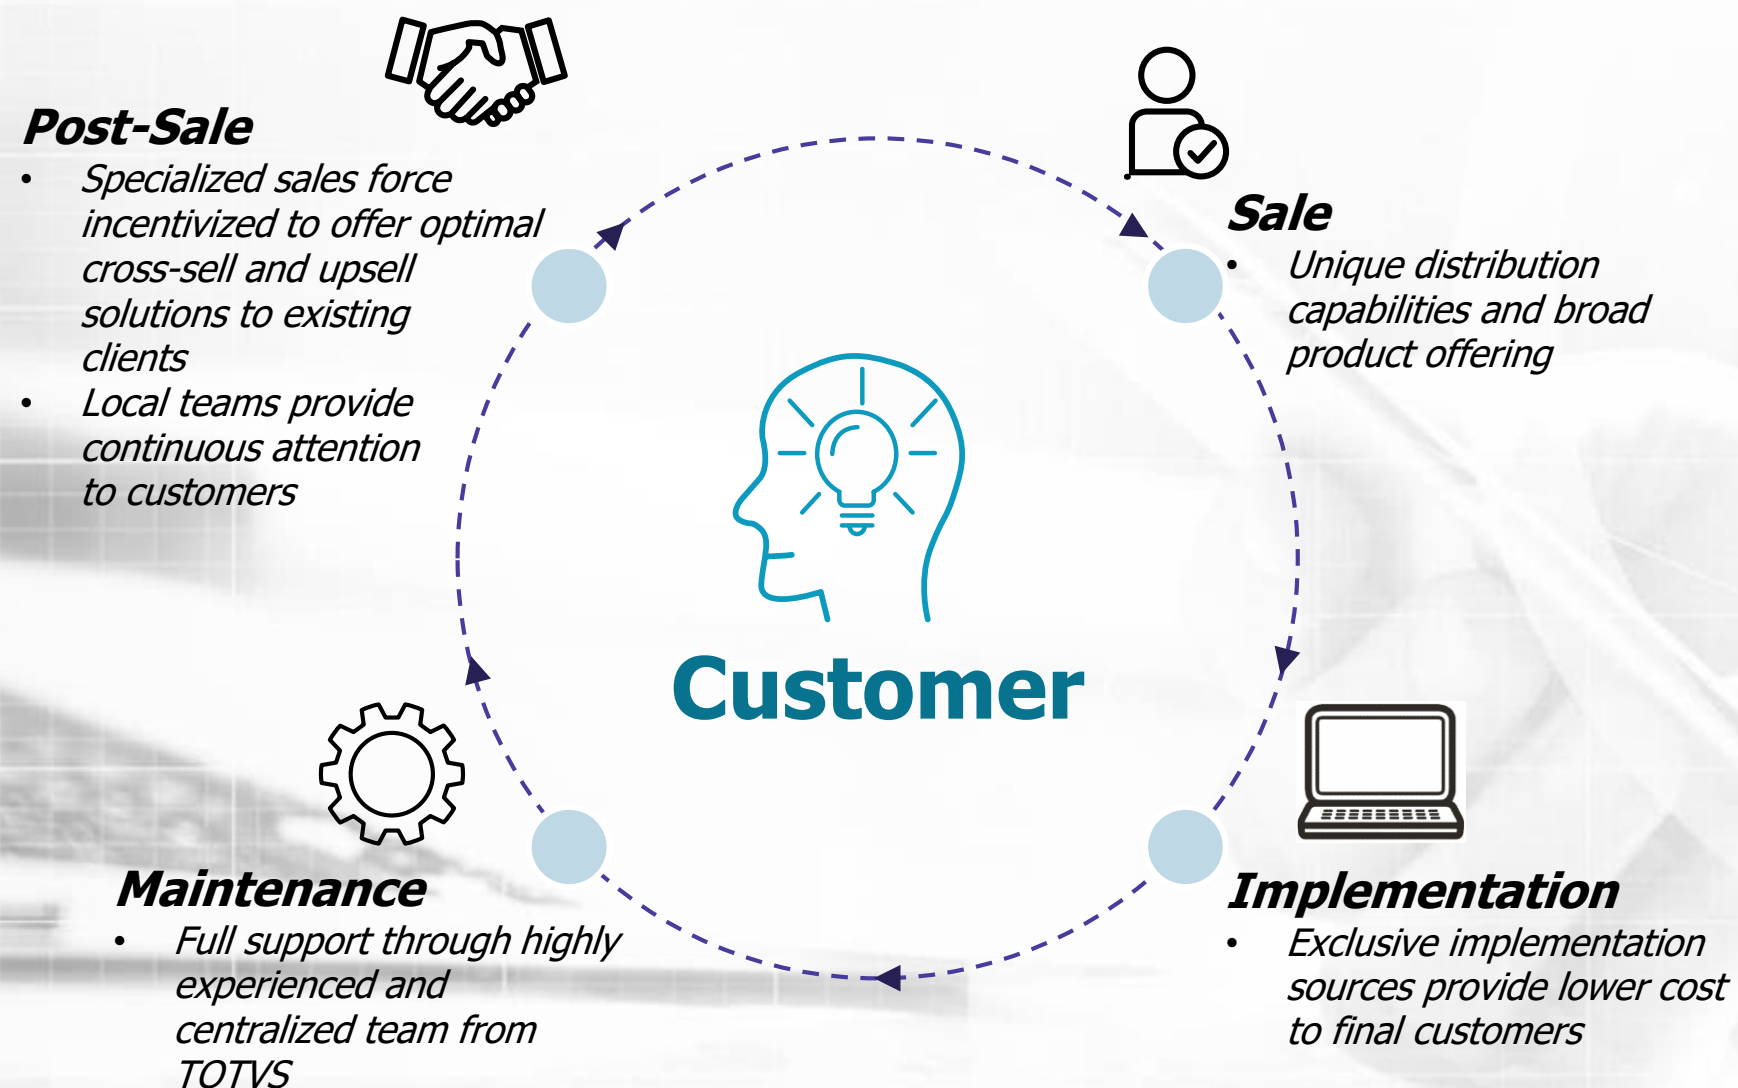 Post-Sale
• Specialized sales force
incentivized to offer optimal
cross-sell and upsell
solutions to existing
clients
• Local teams provide
continuous attention
to customers
Sale
• Unique distribution
capabilities and broad
product offering
Customer
Maintenance
• Full support through highly
experienced and
centralized team from
TOTVS
Implementation
• Exclusive implementation
sources provide lower cost
to final customers